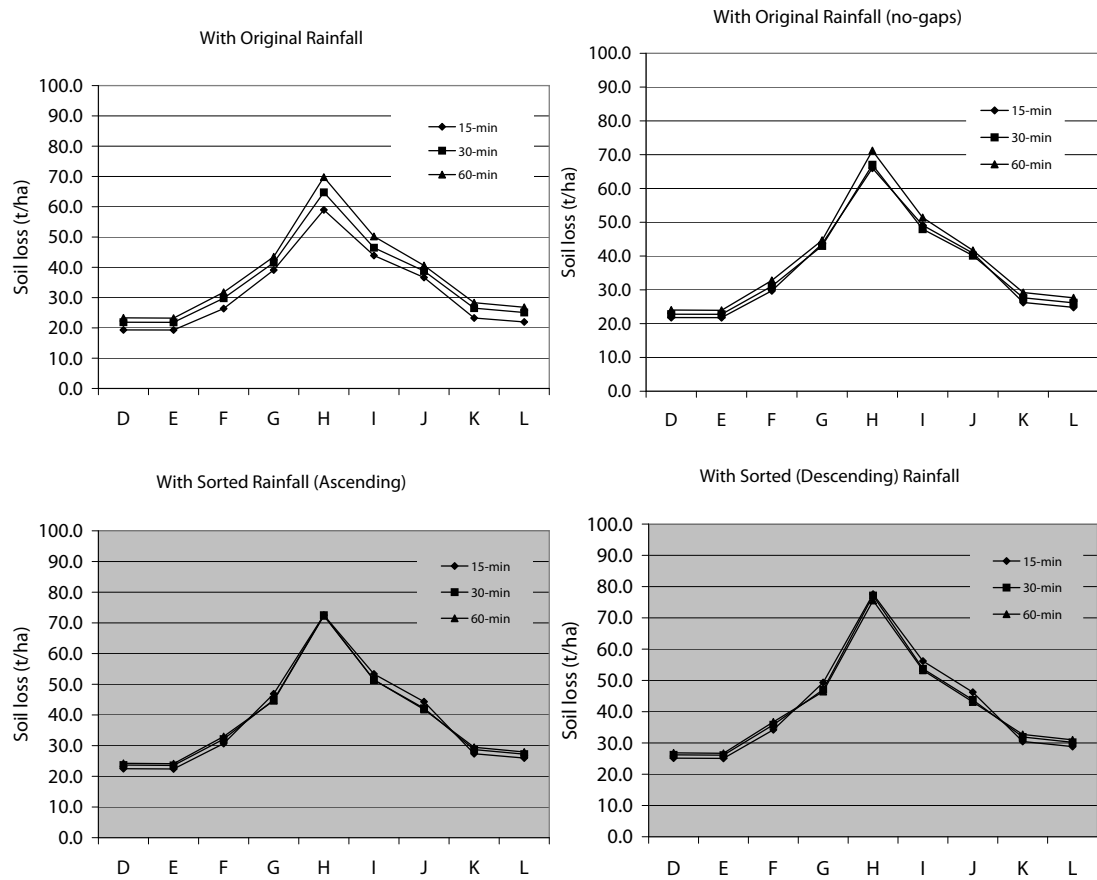 With Original Rainfall
Soil loss (t/ha)
100.0
90.0
80.0
70.0
60.0
50.0
40.0
30.0
20.0
10.0
0.0
15-min
30-min
60-min
D E F G H I J K L
With Original Rainfall (no-gaps)
Soil loss (t/ha)
100.0
90.0
80.0
70.0
60.0
50.0
40.0
30.0
20.0
10.0
0.0
15-min
30-min
60-min
D E F G H I J K L
With Sorted Rainfall (Ascending)
Soil loss (t/ha)
100.0
90.0
80.0
70.0
60.0
50.0
40.0
30.0
20.0
10.0
0.0
15-min
30-min
60-min
D E F G H I J K L
With Sorted (Descending) Rainfall
Soil loss (t/ha)
100.0
90.0
80.0
70.0
60.0
50.0
40.0
30.0
20.0
10.0
0.0
15-min
30-min
60-min
D E F G H I J K L